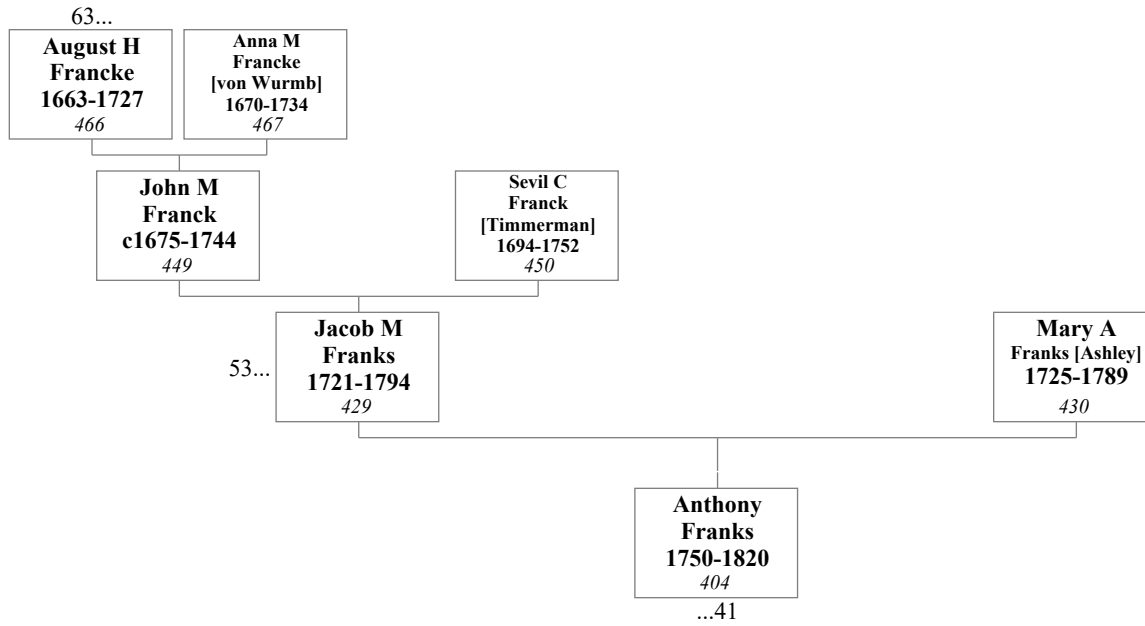 63...
August H
Francke
1663-1727
466
Anna M
Francke
[von Wurmb]
1670-1734
467
John M
Franck
c1675-1744
449
Sevil C
Franck
[Timmerman]
1694-1752
450
53...
Jacob M
Franks
1721-1794
429
Mary A
Franks [Ashley]
1725-1789
430
Anthony
Franks
1750-1820
404
...41